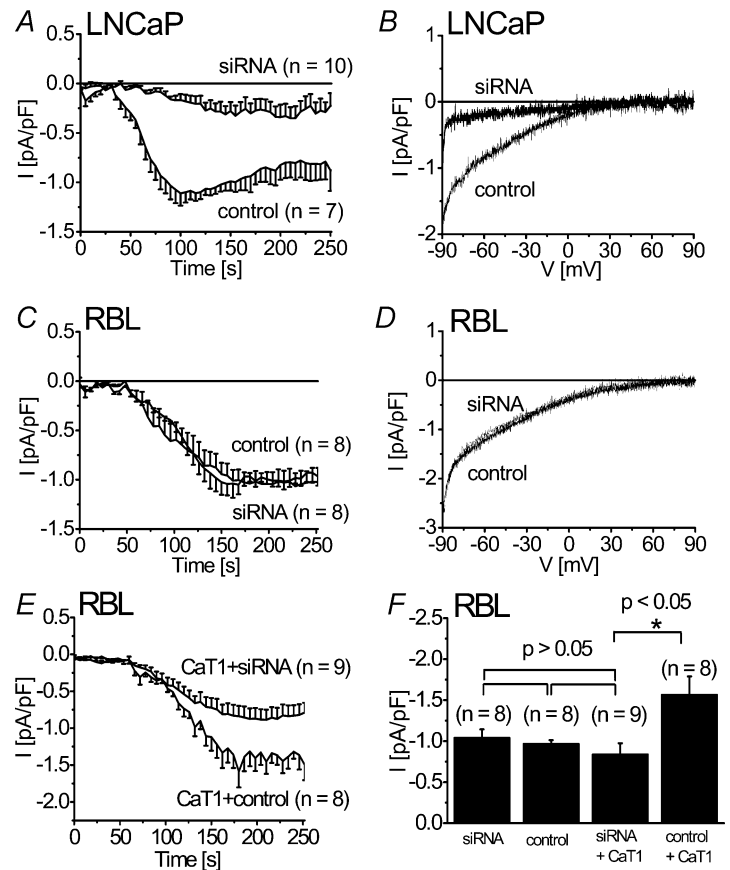 A LNCaP
0.5
0.0
-0.5
-1.0
-1.5
I [pA/pF]
siRNA (n = 10)
control (n = 7)
0 50 100 150 200 250
Time [s]
B LNCaP
1
0
-1
-2
I [pA/pF]
siRNA
control
-90 -60 -30 0 30 60 90
V [mV]
C RBL
0.5
0.0
-0.5
-1.0
-1.5
I [pA/pF]
control (n = 8)
siRNA (n = 8)
0 50 100 150 200 250
Time [s]
D RBL
1
0
-1
-2
-3
I [pA/pF]
siRNA
control
-90 -60 -30 0 30 60 90
V [mV]
E RBL
0.5
0.0
-0.5
-1.0
-1.5
-2.0
I [pA/pF]
CaT1+siRNA (n = 9)
CaT1+control (n = 8)
0 50 100 150 200 250
Time [s]
F RBL
-2.5
-2.0
-1.5
-1.0
-0.5
0.0
I [pA/pF]
p < 0.05
*
p > 0.05
(n = 8) (n = 8) (n = 9) (n = 8)
siRNA control siRNA + CaT1 control + CaT1